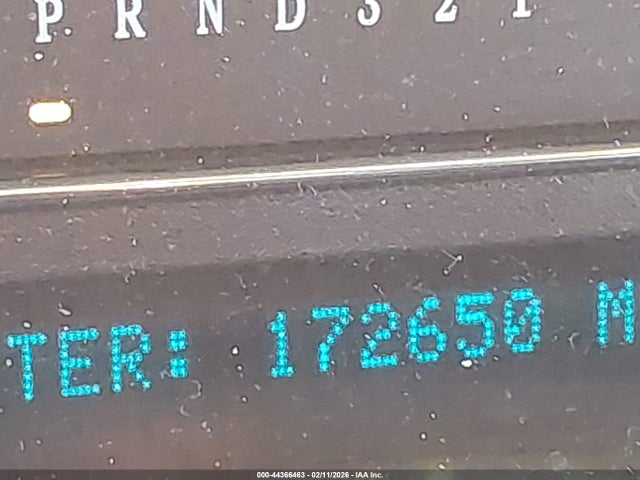 P R N D 3 2 1
TER: 172650 M
000-44366463 - 02/11/2026 - IAA Inc.